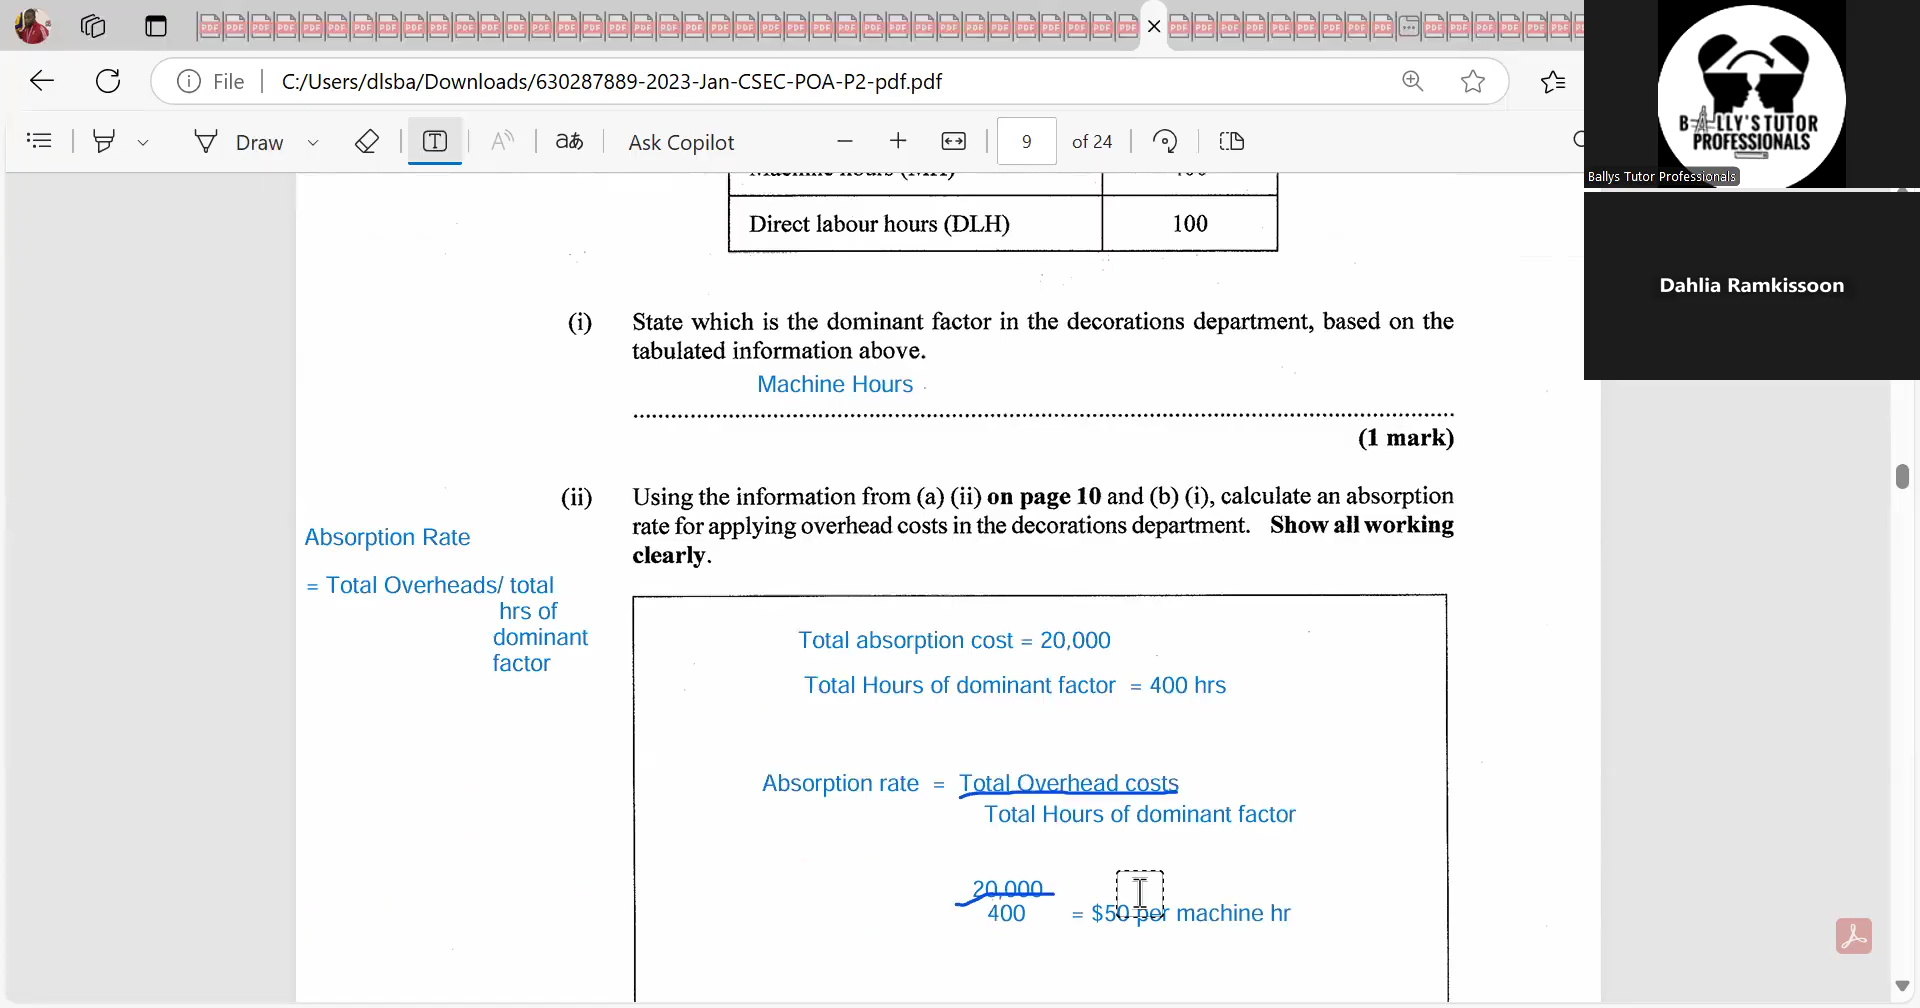 File
C:/Users/dlsba/Downloads/630287889-2023-Jan-CSEC-POA-P2-pdf.pdf
Draw
aあ
Ask Copilot
9
of 24
BALLY'S TUTOR
PROFESSIONALS
Ballys Tutor Professionals
Dahlia Ramkissoon
Machine hours (MH)
400
Direct labour hours (DLH)
100
(i)
State which is the dominant factor in the decorations department, based on the
tabulated information above.
Machine Hours
(1 mark)
(ii)
Using the information from (a) (ii) on page 10 and (b) (i), calculate an absorption
rate for applying overhead costs in the decorations department. Show all working
clearly.
Absorption Rate
= Total Overheads/ total
hrs of
dominant
factor
Total absorption cost = 20,000
Total Hours of dominant factor = 400 hrs
Absorption rate = Total Overhead costs
Total Hours of dominant factor
20,000
400 = $50 per machine hr